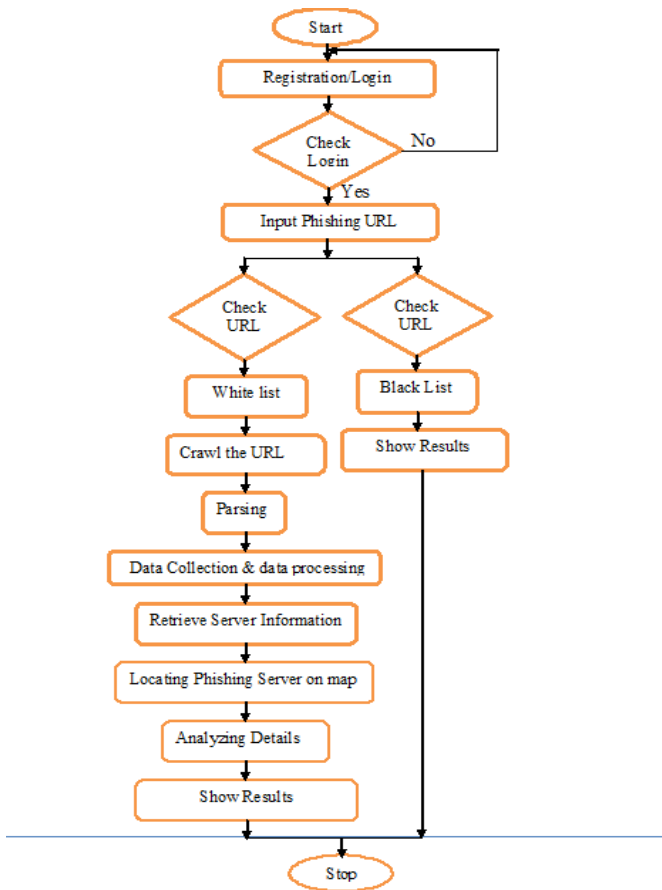 Start
Registration/Login
Check
Login
No
Yes
Input Phishing URL
Check
URL
Check
URL
White list
Black List
Crawl the URL
Show Results
Parsing
Data Collection & data processing
Retrieve Server Information
Locating Phishing Server on map
Analyzing Details
Show Results
Stop